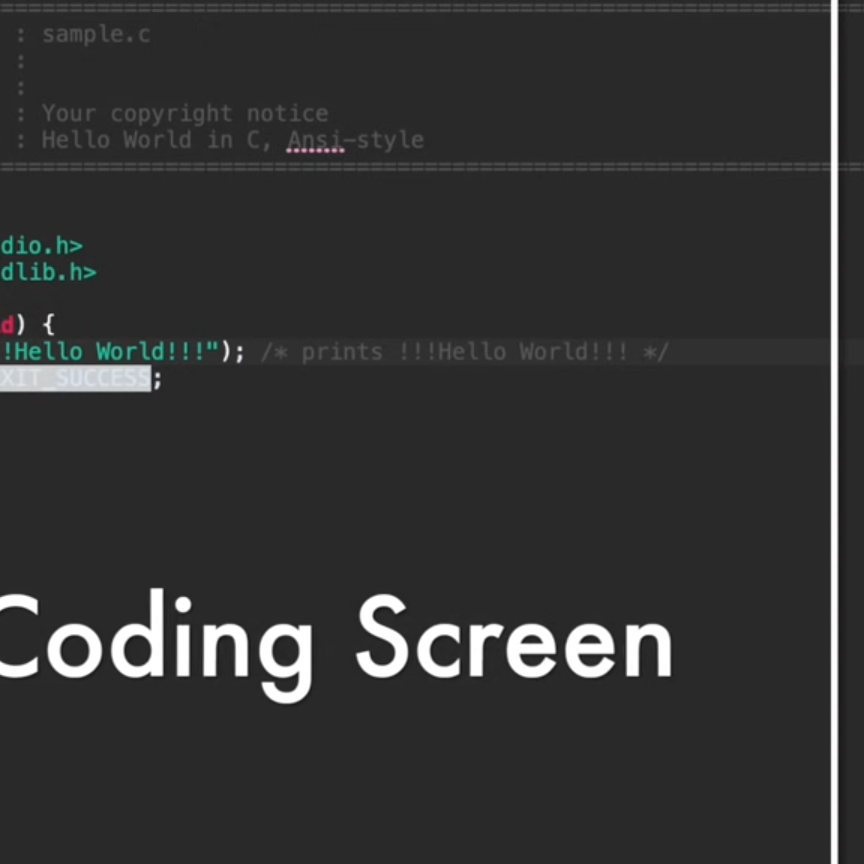 ================================================================
: sample.c
:
:
: Your copyright notice
: Hello World in C, Ansi-style
================================================================
dio.h>
dlib.h>
d) {
!Hello World!!!"); /* prints !!!Hello World!!! */
XIT_SUCCESS;
Coding Screen